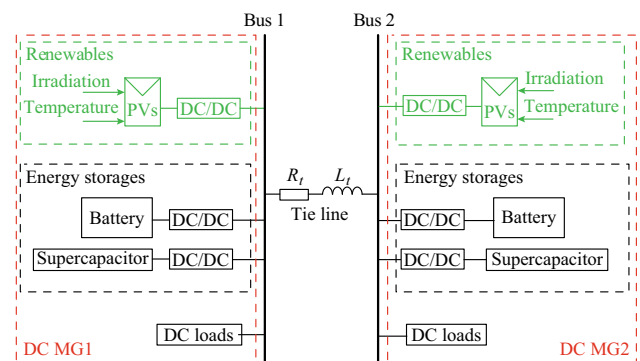 Bus 1
Bus 2
Renewables
Irradiation
Temperature
PVs
DC/DC
Energy storages
Battery
DC/DC
Supercapacitor
DC/DC
DC loads
DC MG1
R_t
L_t
Tie line
Renewables
DC/DC
PVs
Irradiation
Temperature
Energy storages
DC/DC
Battery
DC/DC
Supercapacitor
DC loads
DC MG2